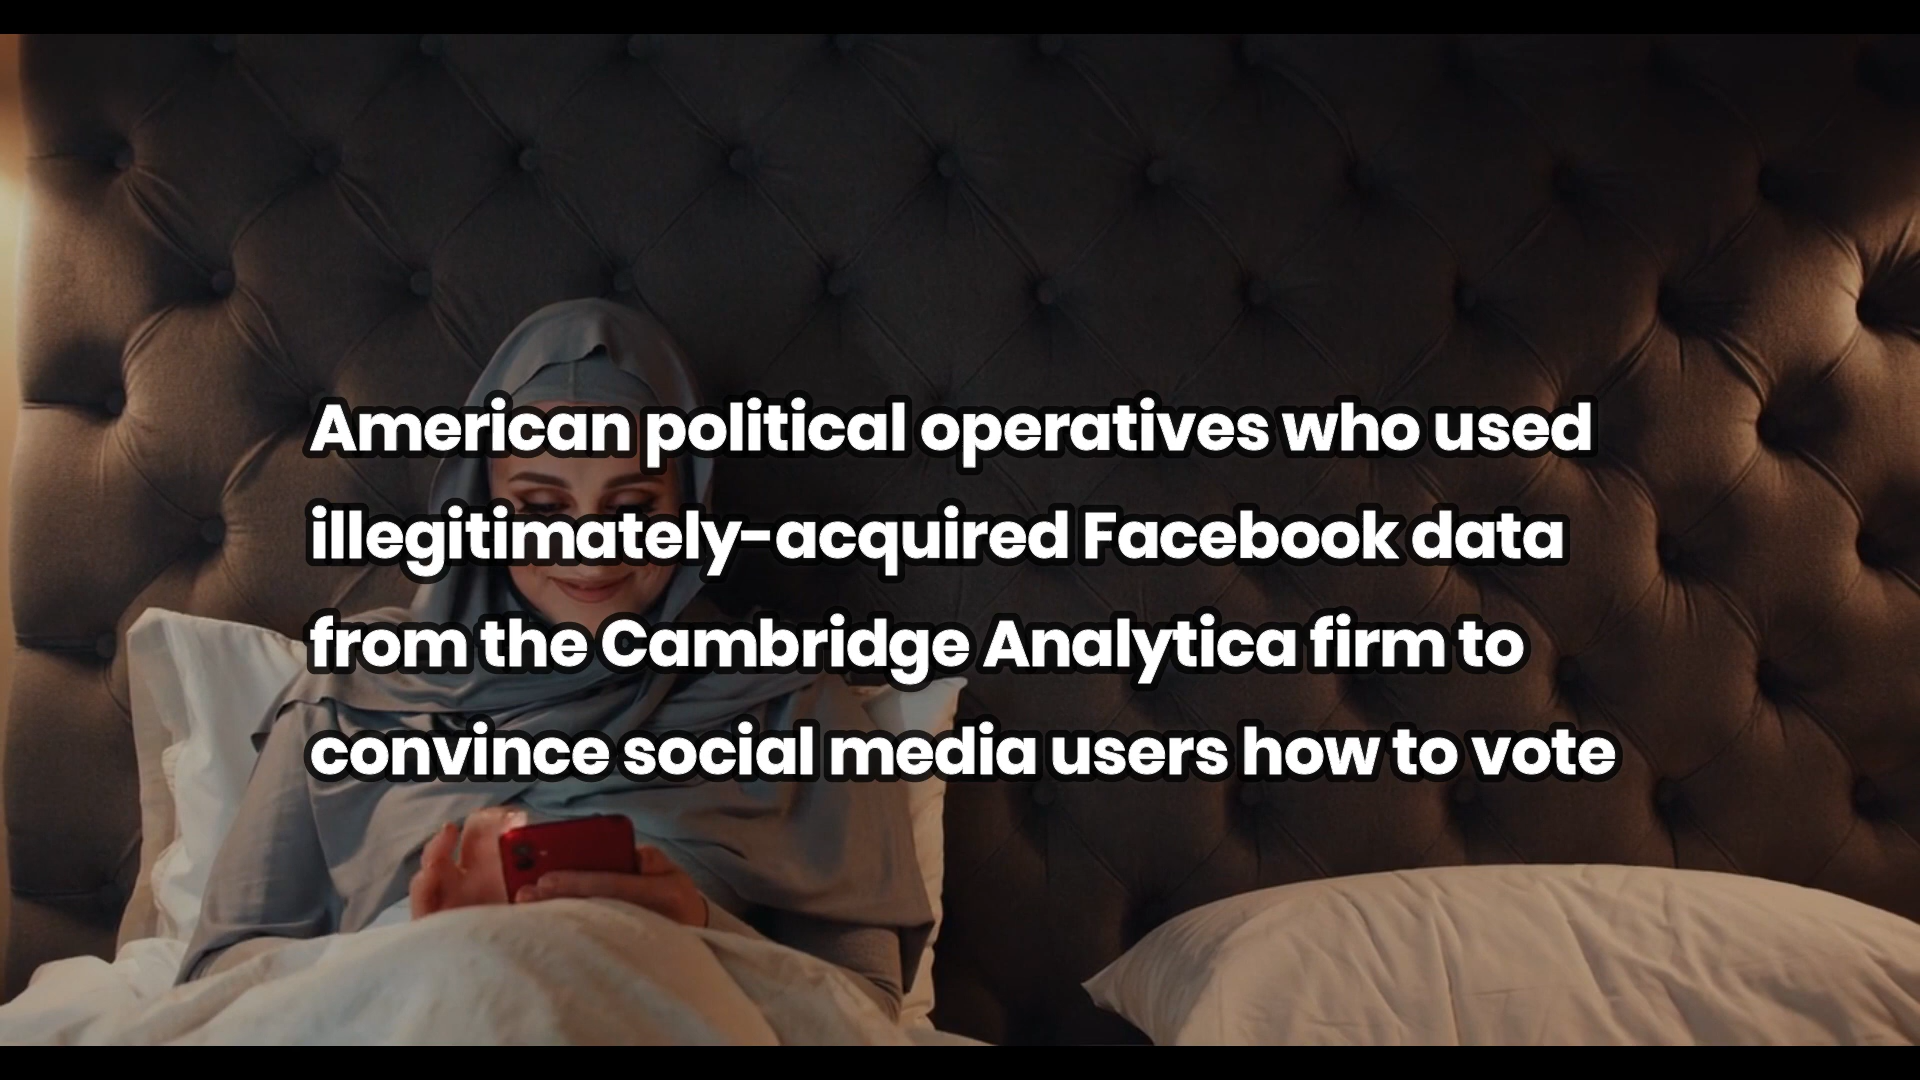 American political operatives who used
illegitimately-acquired Facebook data
from the Cambridge Analytica firm to
convince social media users how to vote